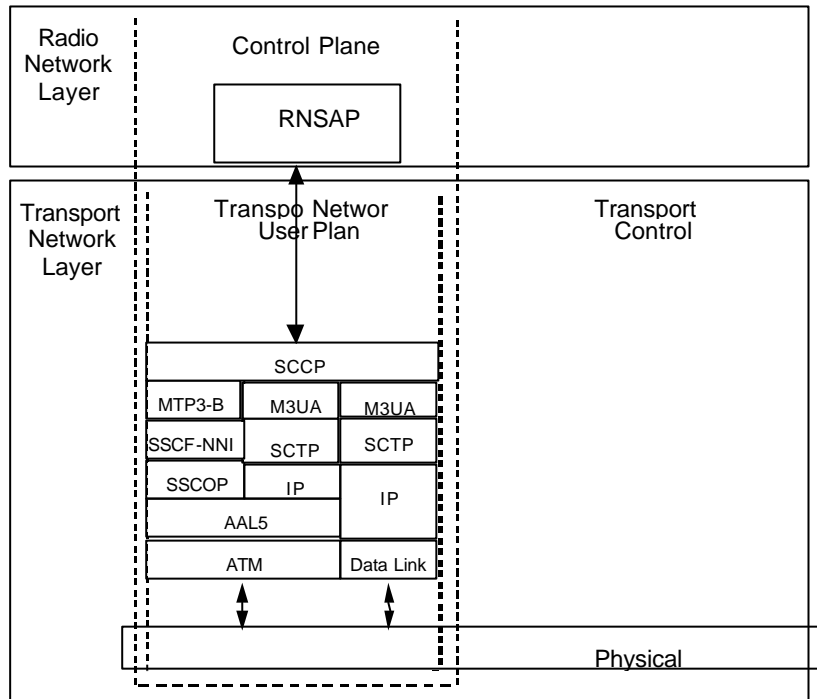 Radio
Network
Layer
Control Plane
RNSAP
Transport
Network
Layer
Transpo Networ
User Plan
Transport
Control
SCCP
MTP3-B
M3UA
M3UA
SSCF-NNI
SCTP
SCTP
SSCOP
IP
IP
AAL5
ATM
Data Link
Physical